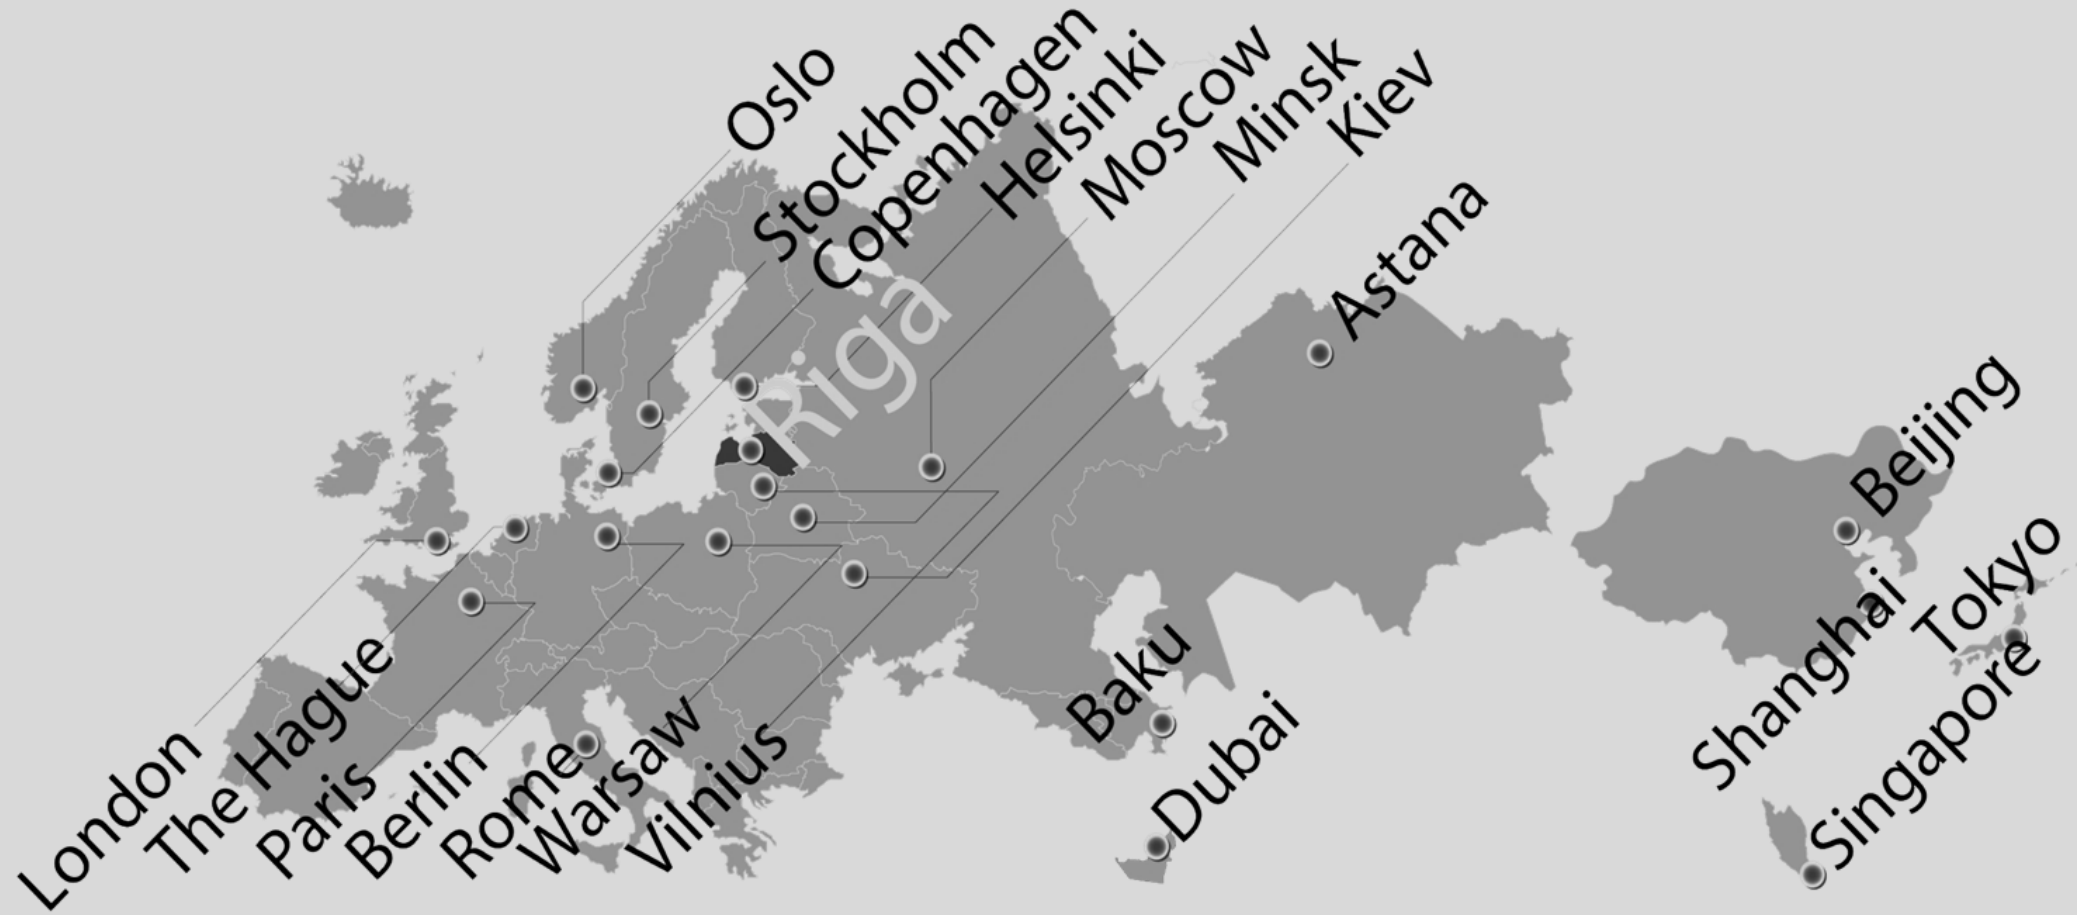 Oslo
Stockholm
Copenhagen
Helsinki
Moscow
Minsk
Kiev
Riga
Astana
Beijing
Tokyo
Shanghai
Singapore
Baku
Dubai
London
The Hague
Paris
Berlin
Rome
Warsaw
Vilnius